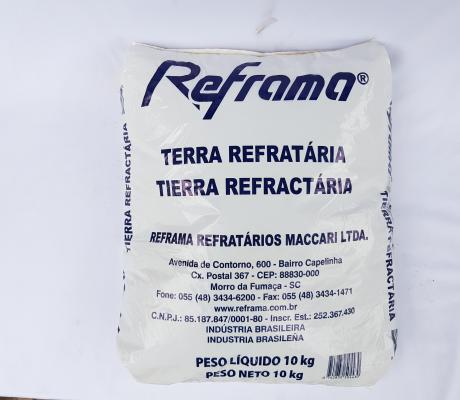 Reframa®
TERRA REFRATÁRIA
TIERRA REFRACTÁRIA
REFRAMA REFRATÁRIOS MACCARI LTDA.
Avenida de Contorno, 600 - Bairro Capelinha
Cx. Postal 367 - CEP: 88830-000
Morro da Fumaça - SC
Fone: 055 (48) 3434-6200 - Fax: 055 (48) 3434-1471
www.reframa.com.br
C.N.P.J.: 85.187.847/0001-80 - Inscr. Est.: 252.367.430
INDÚSTRIA BRASILEIRA
INDÚSTRIA BRASILEÑA
PESO LÍQUIDO 10 kg
PESO NETO 10 kg
TERRA REFRATÁRIA
TIERRA REFRACTÁRIA